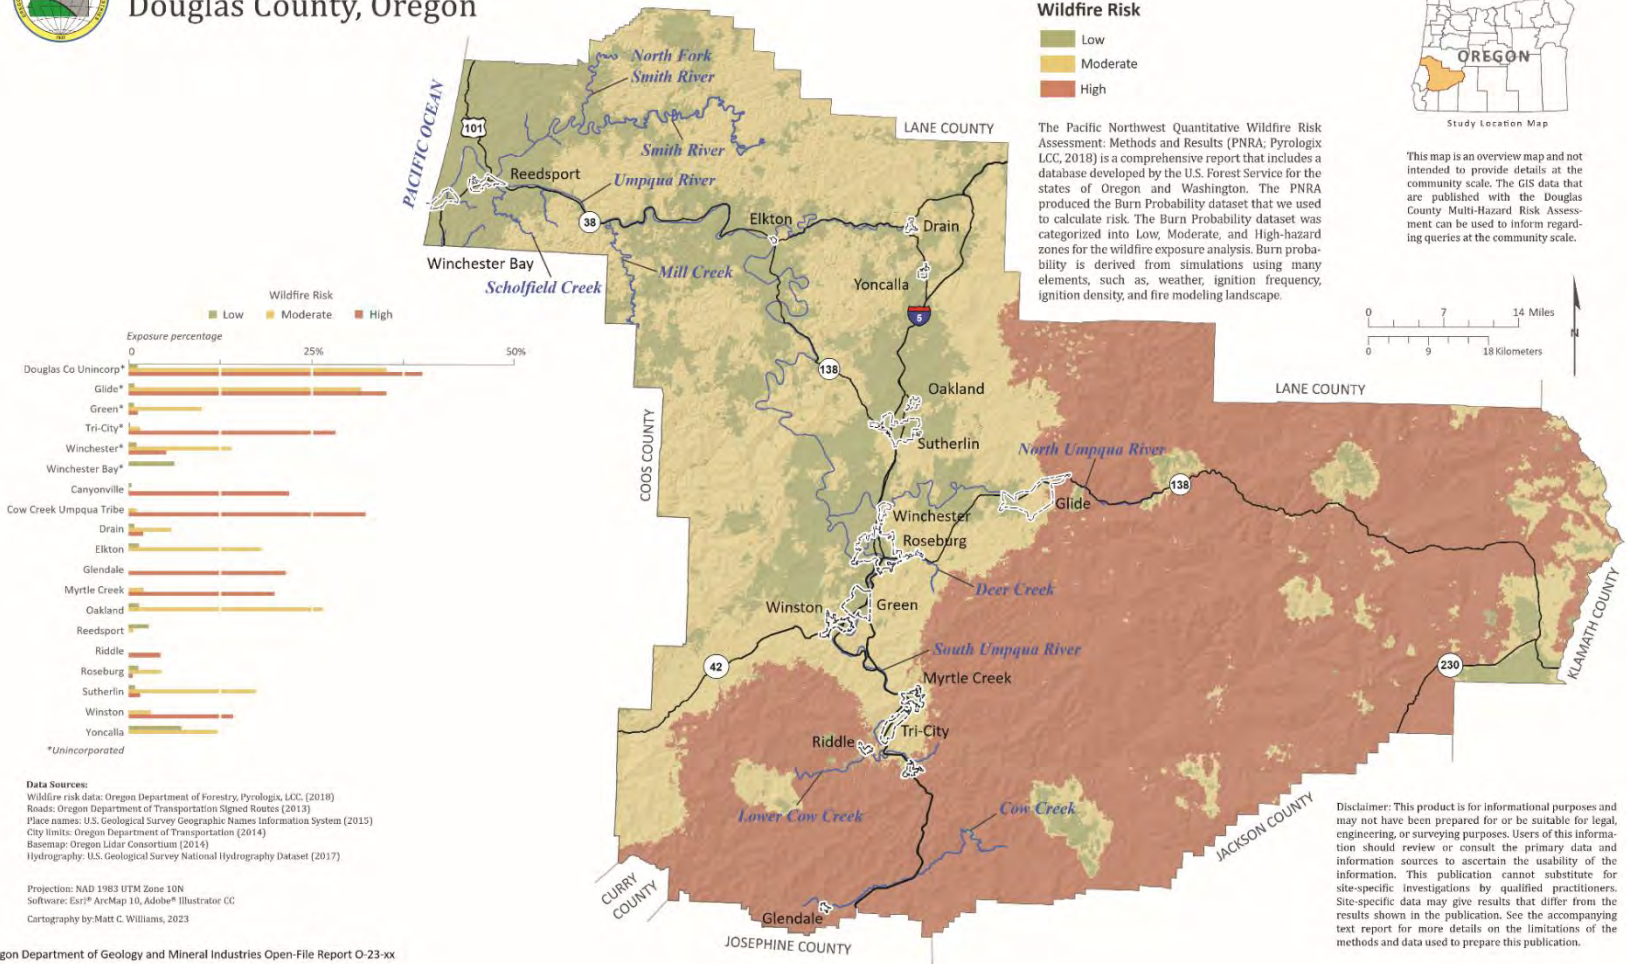 Douglas County, Oregon
Wildfire Risk
Low
Moderate
High
OREGON
Study Location Map
The Pacific Northwest Quantitative Wildfire Risk
Assessment: Methods and Results (PNRA; Pyrologix
LCC, 2018) is a comprehensive report that includes a
database developed by the U.S. Forest Service for the
states of Oregon and Washington. The PNRA
produced the Burn Probability dataset that we used
to calculate risk. The Burn Probability dataset was
categorized into Low, Moderate, and High-hazard
zones for the wildfire exposure analysis. Burn proba-
bility is derived from simulations using many
elements, such as, weather, ignition frequency,
ignition density, and fire modeling landscape.
This map is an overview map and not
intended to provide details at the
community scale. The GIS data that
are published with the Douglas
County Multi-Hazard Risk Assess-
ment can be used to inform regard-
ing queries at the community scale.
0 7 14 Miles
0 9 18 Kilometers
N
PACIFIC OCEAN
North Fork
Smith River
101
Smith River
LANE COUNTY
Reedsport
Umpqua River
38
Elkton
Drain
Winchester Bay
Scholfield Creek
Mill Creek
Yoncalla
5
138
Oakland
LANE COUNTY
COOS COUNTY
Sutherlin
North Umpqua River
138
Glide
Winchester
Roseburg
Deer Creek
Winston
Green
South Umpqua River
42
230
KLAMATH COUNTY
Myrtle Creek
Tri-City
Riddle
Lower Cow Creek
Cow Creek
JACKSON COUNTY
CURRY
COUNTY
Glendale
JOSEPHINE COUNTY
Wildfire Risk
Low Moderate High
Exposure percentage
0 25% 50%
Douglas Co Unincorp*
Glide*
Green*
Tri-City*
Winchester*
Winchester Bay*
Canyonville
Cow Creek Umpqua Tribe
Drain
Elkton
Glendale
Myrtle Creek
Oakland
Reedsport
Riddle
Roseburg
Sutherlin
Winston
Yoncalla
*Unincorporated
Data Sources:
Wildfire risk data: Oregon Department of Forestry, Pyrologix, LCC. (2018)
Roads: Oregon Department of Transportation Signed Routes (2013)
Place names: U.S. Geological Survey Geographic Names Information System (2015)
City limits: Oregon Department of Transportation (2014)
Basemap: Oregon Lidar Consortium (2014)
Hydrography: U.S. Geological Survey National Hydrography Dataset (2017)
Projection: NAD 1983 UTM Zone 10N
Software: Esri® ArcMap 10, Adobe® Illustrator CC
Cartography by:Matt C. Williams, 2023
gon Department of Geology and Mineral Industries Open-File Report O-23-xx
Disclaimer: This product is for informational purposes and
may not have been prepared for or be suitable for legal,
engineering, or surveying purposes. Users of this informa-
tion should review or consult the primary data and
information sources to ascertain the usability of the
information. This publication cannot substitute for
site-specific investigations by qualified practitioners.
Site-specific data may give results that differ from the
results shown in the publication. See the accompanying
text report for more details on the limitations of the
methods and data used to prepare this publication.